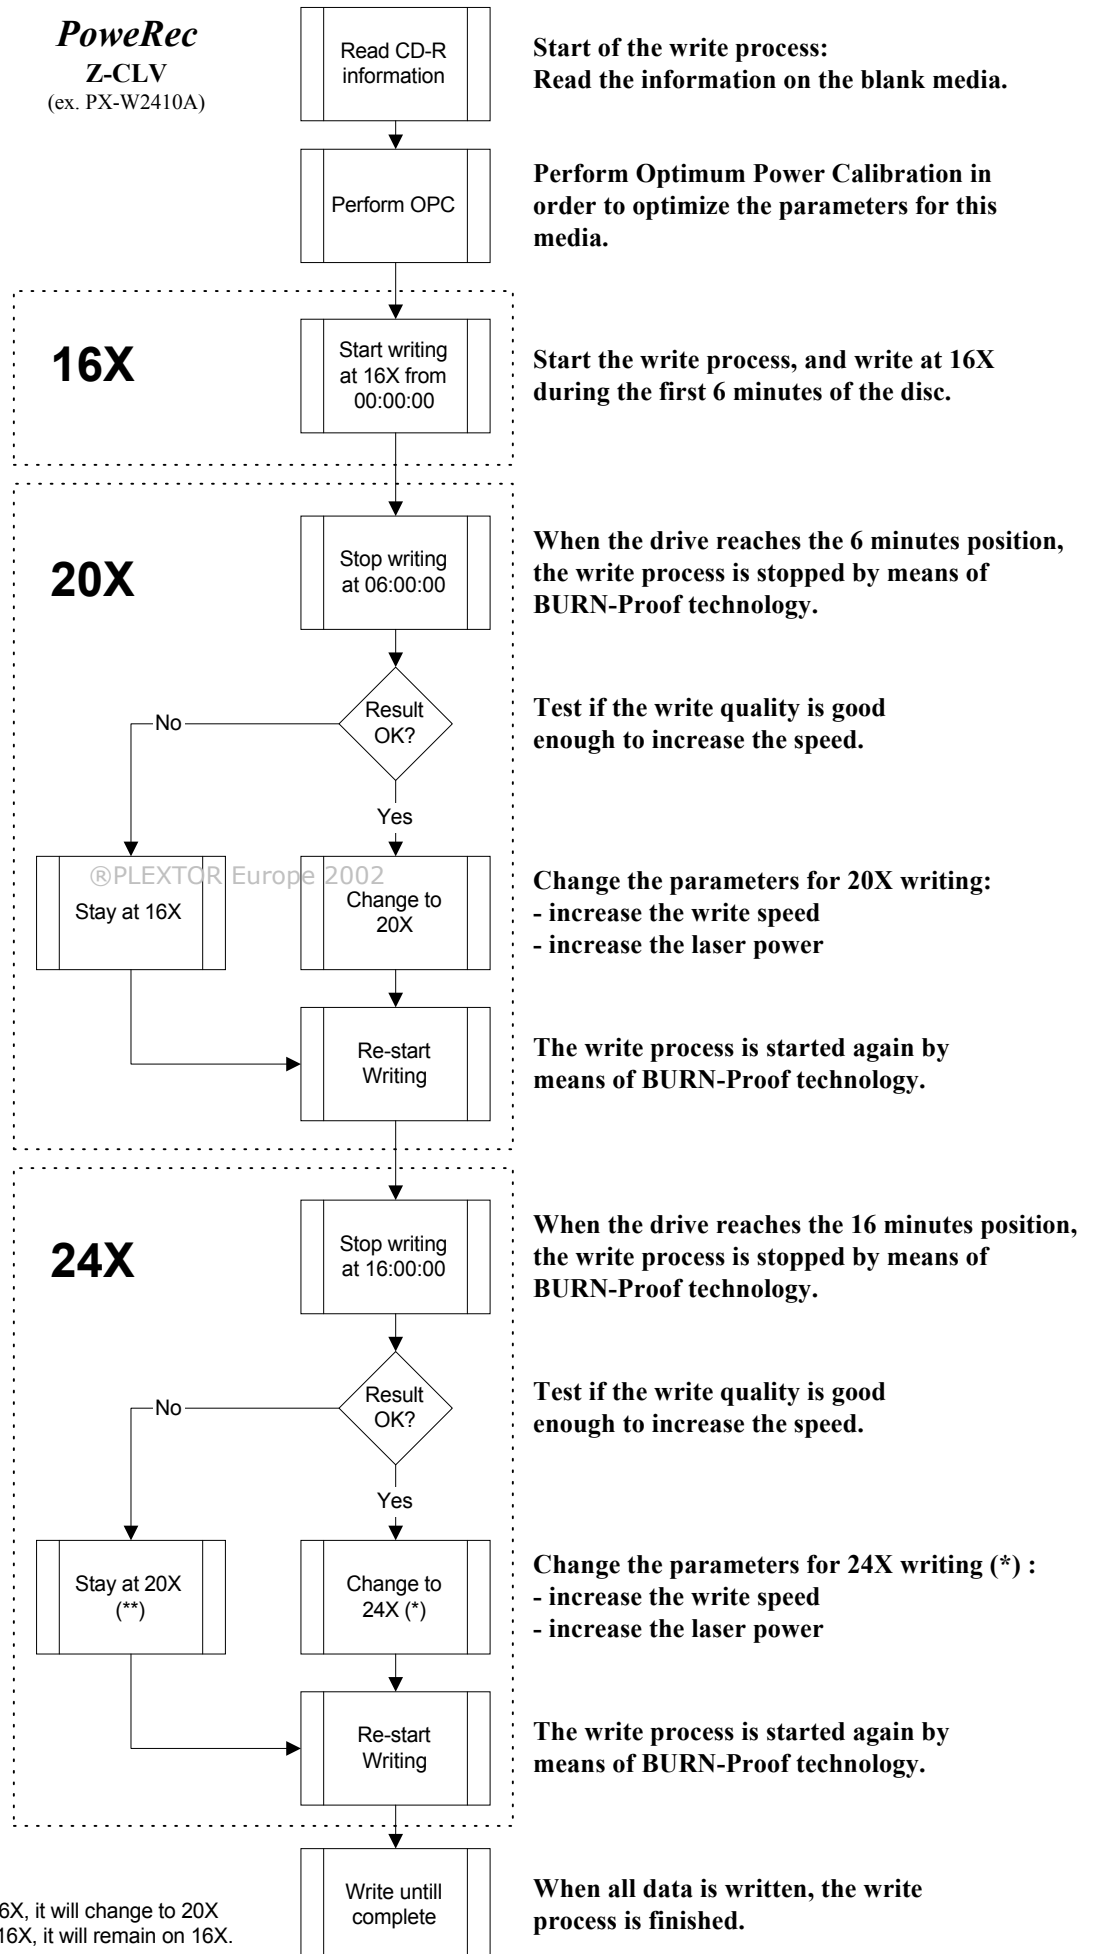 PoweRec
Z-CLV
(ex. PX-W2410A)
Read CD-R
information
Start of the write process:
Read the information on the blank media.
Perform OPC
Perform Optimum Power Calibration in
order to optimize the parameters for this
media.
16X
Start writing
at 16X from
00:00:00
Start the write process, and write at 16X
during the first 6 minutes of the disc.
20X
Stop writing
at 06:00:00
When the drive reaches the 6 minutes position,
the write process is stopped by means of
BURN-Proof technology.
Result
OK?
No
Yes
Test if the write quality is good
enough to increase the speed.
®PLEXTOR Europe 2002
Stay at 16X
Change to
20X
Change the parameters for 20X writing:
- increase the write speed
- increase the laser power
Re-start
Writing
The write process is started again by
means of BURN-Proof technology.
24X
Stop writing
at 16:00:00
When the drive reaches the 16 minutes position,
the write process is stopped by means of
BURN-Proof technology.
Result
OK?
No
Yes
Test if the write quality is good
enough to increase the speed.
Stay at 20X
(**)
Change to
24X (*)
Change the parameters for 24X writing (*) :
- increase the write speed
- increase the laser power
Re-start
Writing
The write process is started again by
means of BURN-Proof technology.
Write untill
complete
When all data is written, the write
process is finished.
6X, it will change to 20X
16X, it will remain on 16X.